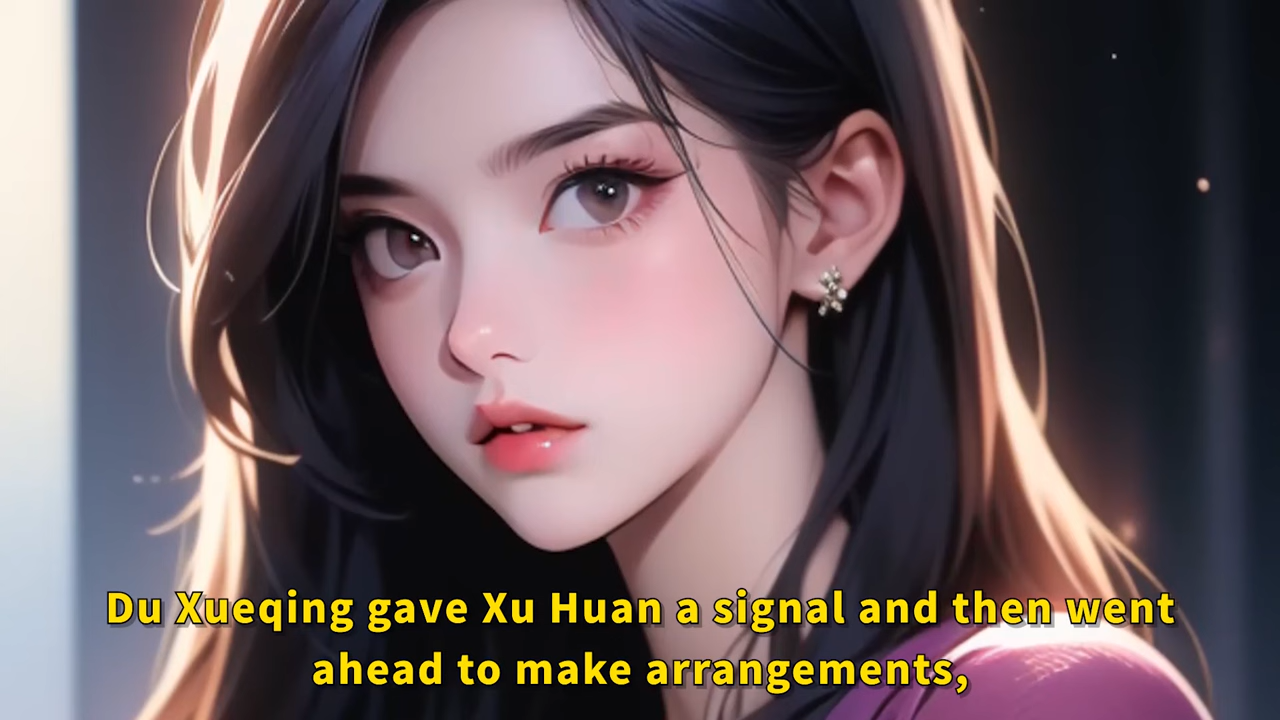 Du Xueqing gave Xu Huan a signal and then went
ahead to make arrangements,